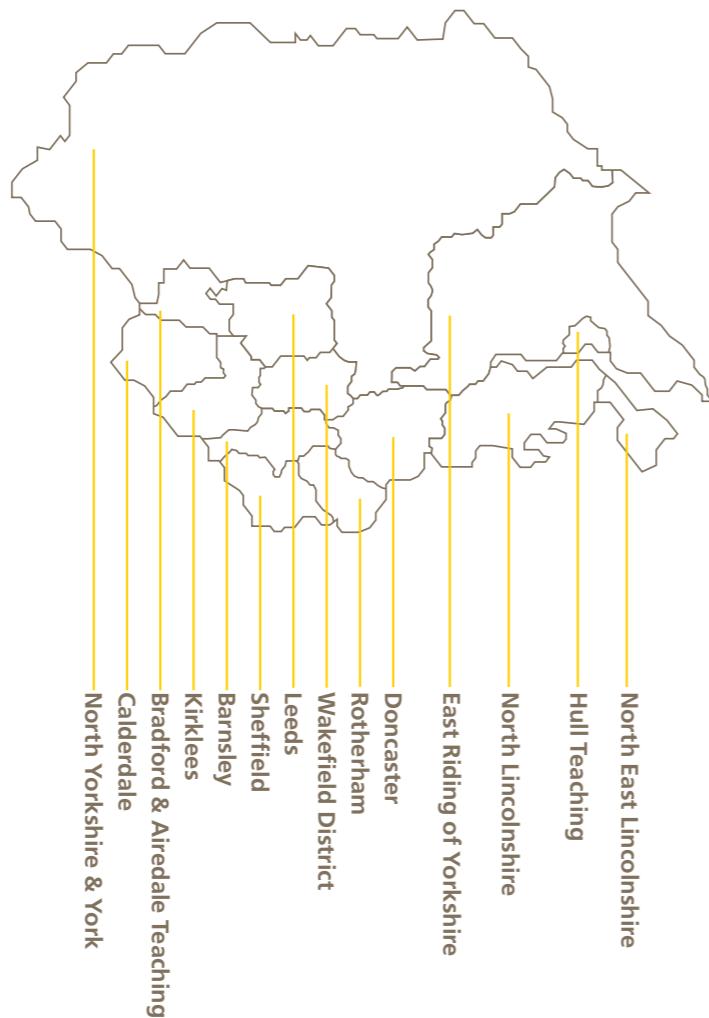 North Yorkshire & York
Calderdale
Bradford & Airedale Teaching
Kirklees
Barnsley
Sheffield
Leeds
Wakefield District
Rotherham
Doncaster
East Riding of Yorkshire
North Lincolnshire
Hull Teaching
North East Lincolnshire